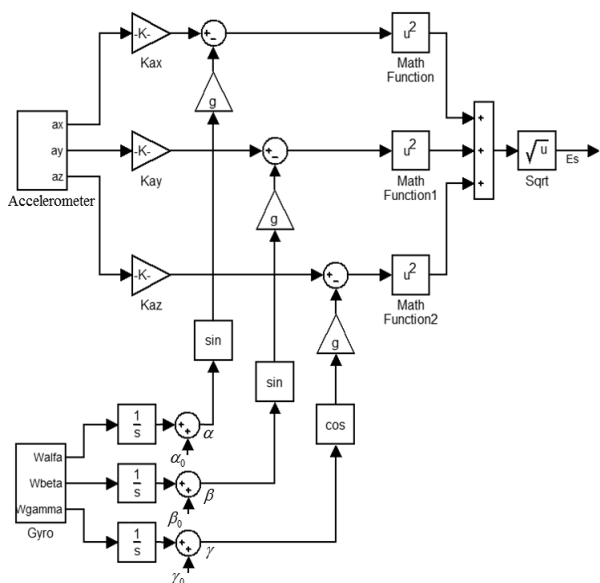 -K-
Kax
+
-
u²
Math
Function
g
ax
ay
az
Accelerometer
-K-
Kay
+
-
u²
Math
Function1
g
+
+
+
√u
Sqrt
Es
-K-
Kaz
+
-
u²
Math
Function2
g
sin
sin
cos
Walfa
Wbeta
Wgamma
Gyro
1
s
+
+
α
α₀
1
s
+
+
β
β₀
1
s
+
+
γ
γ₀